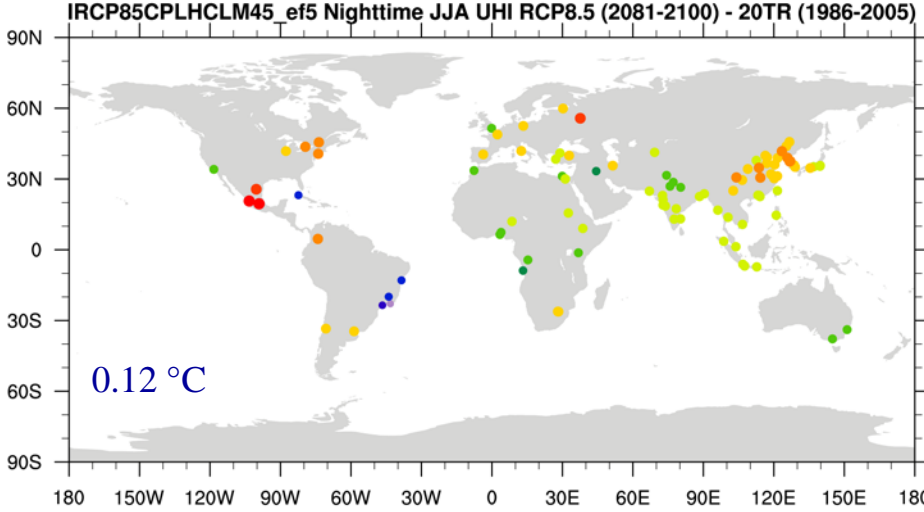 IRCP85CPLHCLM45_ef5 Nighttime JJA UHI RCP8.5 (2081-2100) - 20TR (1986-2005)
90N
60N
30N
0
30S
60S
90S
0.12 °C
180 150W 120W 90W 60W 30W 0 30E 60E 90E 120E 150E 180